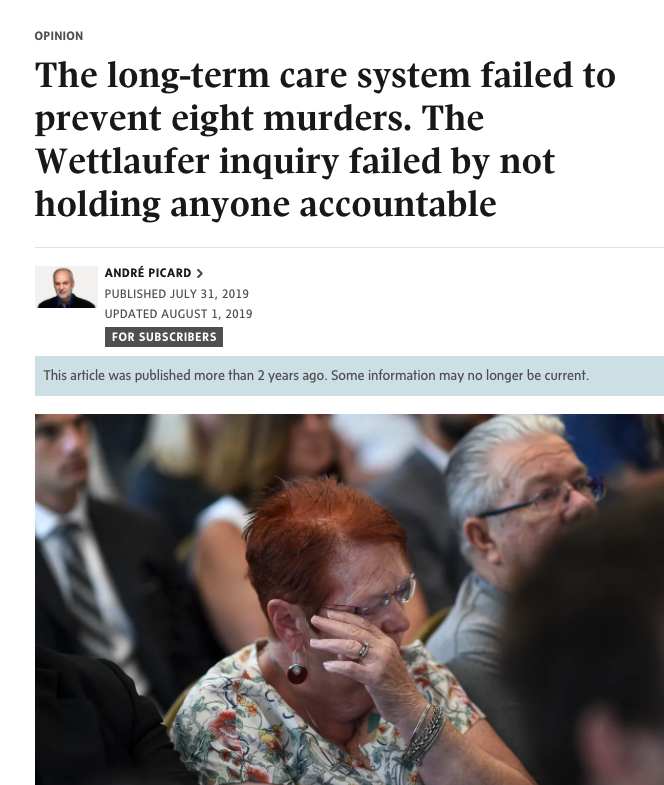 OPINION
The long-term care system failed to
prevent eight murders. The
Wettlaufer inquiry failed by not
holding anyone accountable
ANDRÉ PICARD >
PUBLISHED JULY 31, 2019
UPDATED AUGUST 1, 2019
FOR SUBSCRIBERS
This article was published more than 2 years ago. Some information may no longer be current.